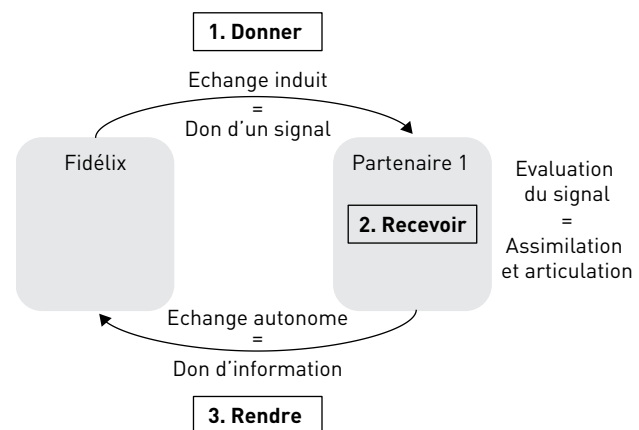 1. Donner
Echange induit
=
Don d'un signal
Fidélix
Partenaire 1
2. Recevoir
Evaluation
du signal
=
Assimilation
et articulation
Echange autonome
=
Don d'information
3. Rendre